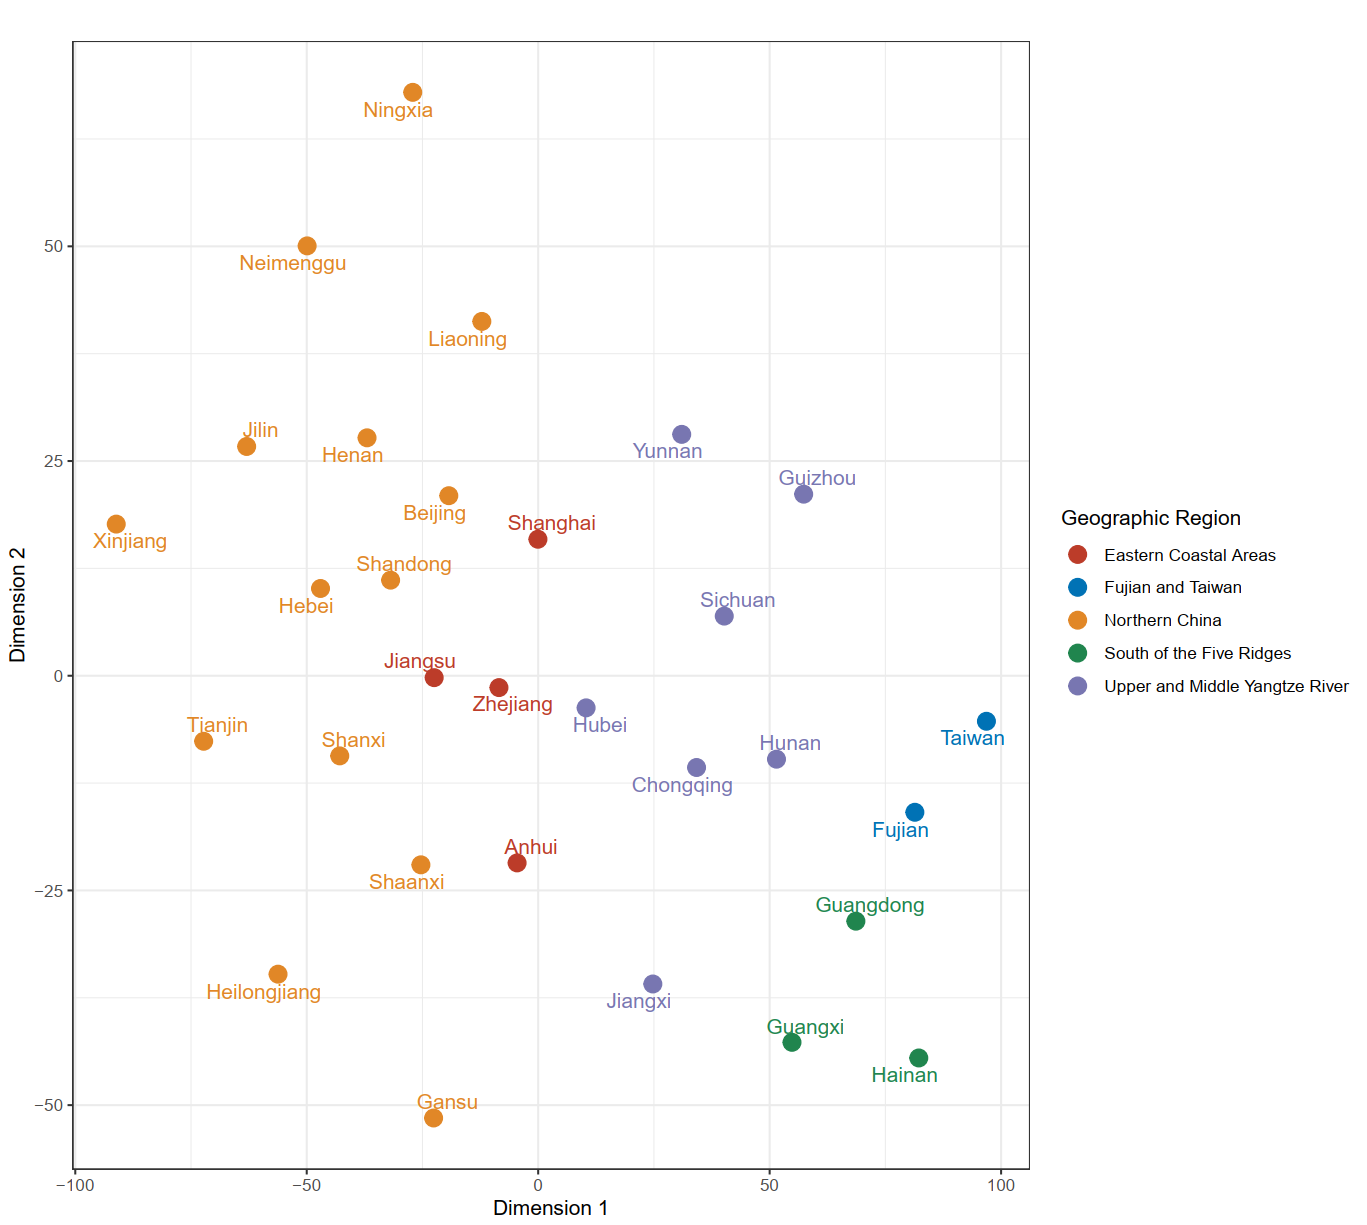 Ningxia
50
Neimenggu
Liaoning
Jilin
Henan
Yunnan
25
Guizhou
Beijing
Shanghai
Xinjiang
Geographic Region
Eastern Coastal Areas
Fujian and Taiwan
Northern China
South of the Five Ridges
Upper and Middle Yangtze River
Shandong
Hebei
Sichuan
Dimension 2
Jiangsu
0
Zhejiang
Tianjin
Hubei
Shanxi
Hunan
Taiwan
Chongqing
Fujian
Anhui
Shaanxi
−25
Guangdong
Heilongjiang
Jiangxi
Guangxi
Hainan
Gansu
−50
−100 −50 0 50 100
Dimension 1